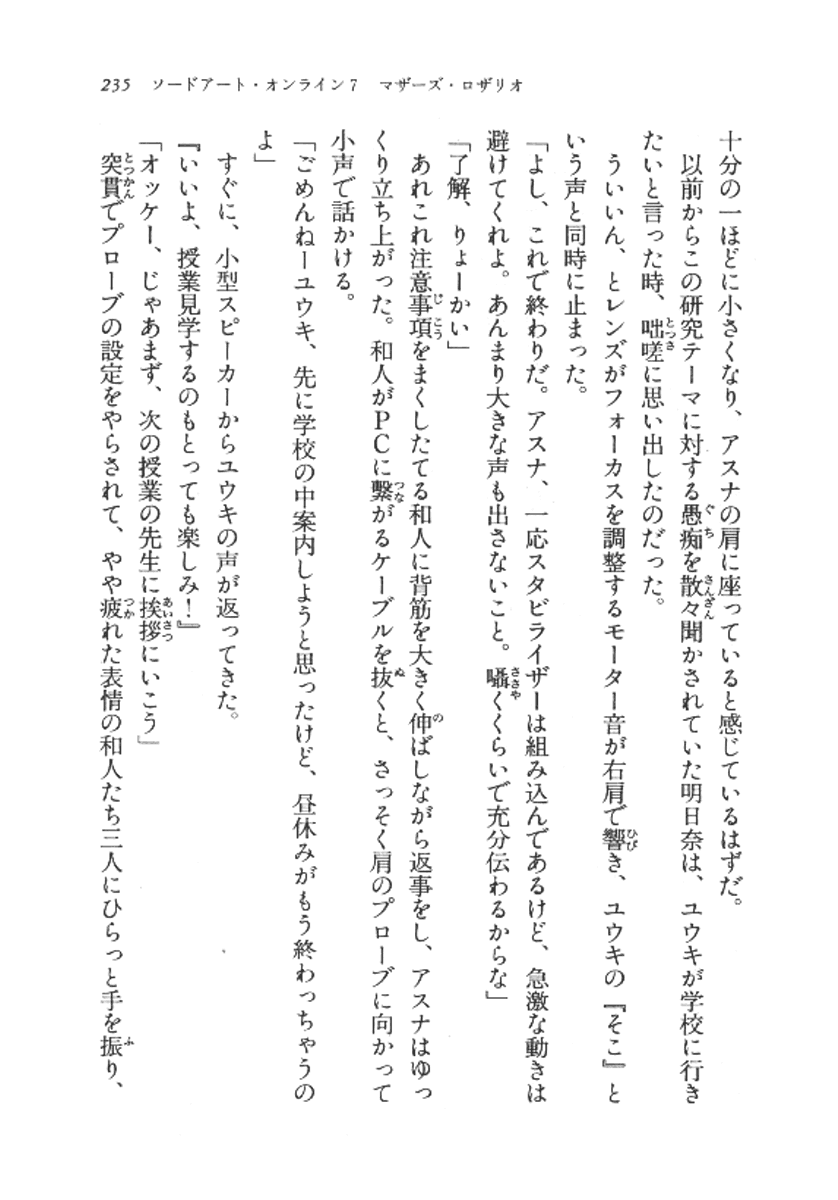 235 ソードアート・オンライン7 マザーズ・ロザリオ
十分の一ほどに小さくなり、アスナの肩に座っていると感じているはずだ。
以前からこの研究テーマに対する愚痴を散々聞かされていた明日奈は、ユウキが学校に行き
たいと言った時、咄嗟に思い出したのだった。
ういいん、とレンズがフォーカスを調整するモーター音が右肩で響き、ユウキの『そこ』と
いう声と同時に止まった。
「よし、これで終わりだ。アスナ、一応スタビライザーは組み込んであるけど、急激な動きは
避けてくれよ。あんまり大きな声も出さないこと。囁くくらいで充分伝わるからな」
「了解、りょーかい」
あれこれ注意事項をまくしたてる和人に背筋を大きく伸ばしながら返事をし、アスナはゆっ
くり立ち上がった。和人がPCに繋がるケーブルを抜くと、さっそく肩のプローブに向かって
小声で話かける。
「ごめんねーユウキ、先に学校の中案内しようと思ったけど、昼休みがもう終わっちゃうの
よ」
すぐに、小型スピーカーからユウキの声が返ってきた。
『いいよ、授業見学するのもとっても楽しみ！』
「オッケー、じゃあまず、次の授業の先生に挨拶にいこう」
突貫でプローブの設定をやらされて、やや疲れた表情の和人たち三人にひらっと手を振り、